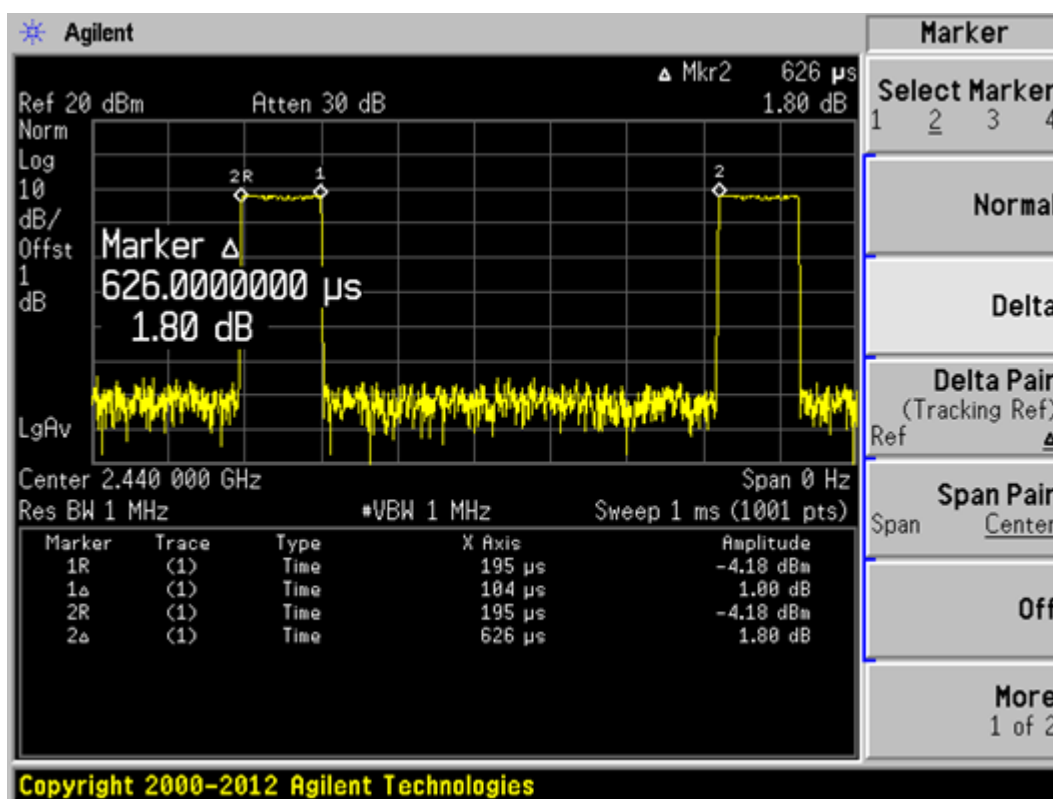 Agilent
Marker
Δ Mkr2 626 µs
Ref 20 dBm Atten 30 dB 1.80 dB
Norm
Log
10
dB/
Offst
1
dB
LgAv
2R 1 2
Marker Δ
626.0000000 µs
1.80 dB
Center 2.440 000 GHz Span 0 Hz
Res BW 1 MHz #VBW 1 MHz Sweep 1 ms (1001 pts)
Marker Trace Type X Axis Amplitude
1R (1) Time 195 µs -4.18 dBm
1Δ (1) Time 104 µs 1.00 dB
2R (1) Time 195 µs -4.18 dBm
2Δ (1) Time 626 µs 1.80 dB
Select Marker
1 2 3 4
Normal
Delta
Delta Pair
(Tracking Ref)
Ref Δ
Span Pair
Span Center
Off
More
1 of 2
Copyright 2000-2012 Agilent Technologies